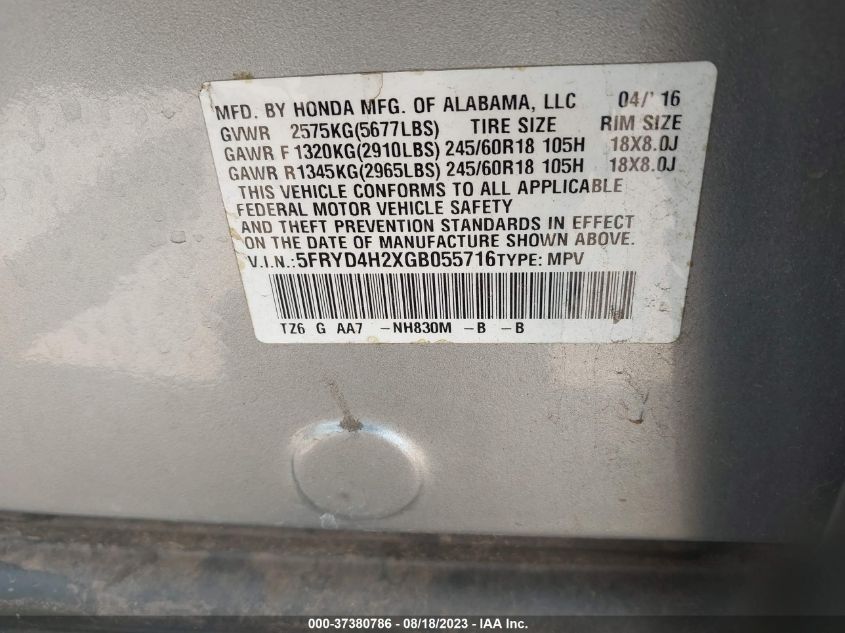 MFD. BY HONDA MFG. OF ALABAMA, LLC 04/'16
GVWR 2575KG(5677LBS) TIRE SIZE RIM SIZE
GAWR F 1320KG(2910LBS) 245/60R18 105H 18X8.0J
GAWR R1345KG(2965LBS) 245/60R18 105H 18X8.0J
THIS VEHICLE CONFORMS TO ALL APPLICABLE
FEDERAL MOTOR VEHICLE SAFETY
AND THEFT PREVENTION STANDARDS IN EFFECT
ON THE DATE OF MANUFACTURE SHOWN ABOVE.
V.I.N.:5FRYD4H2XGB055716TYPE: MPV
TZ6 G AA7 -NH830M -B -B
000-37380786 - 08/18/2023 - IAA Inc.